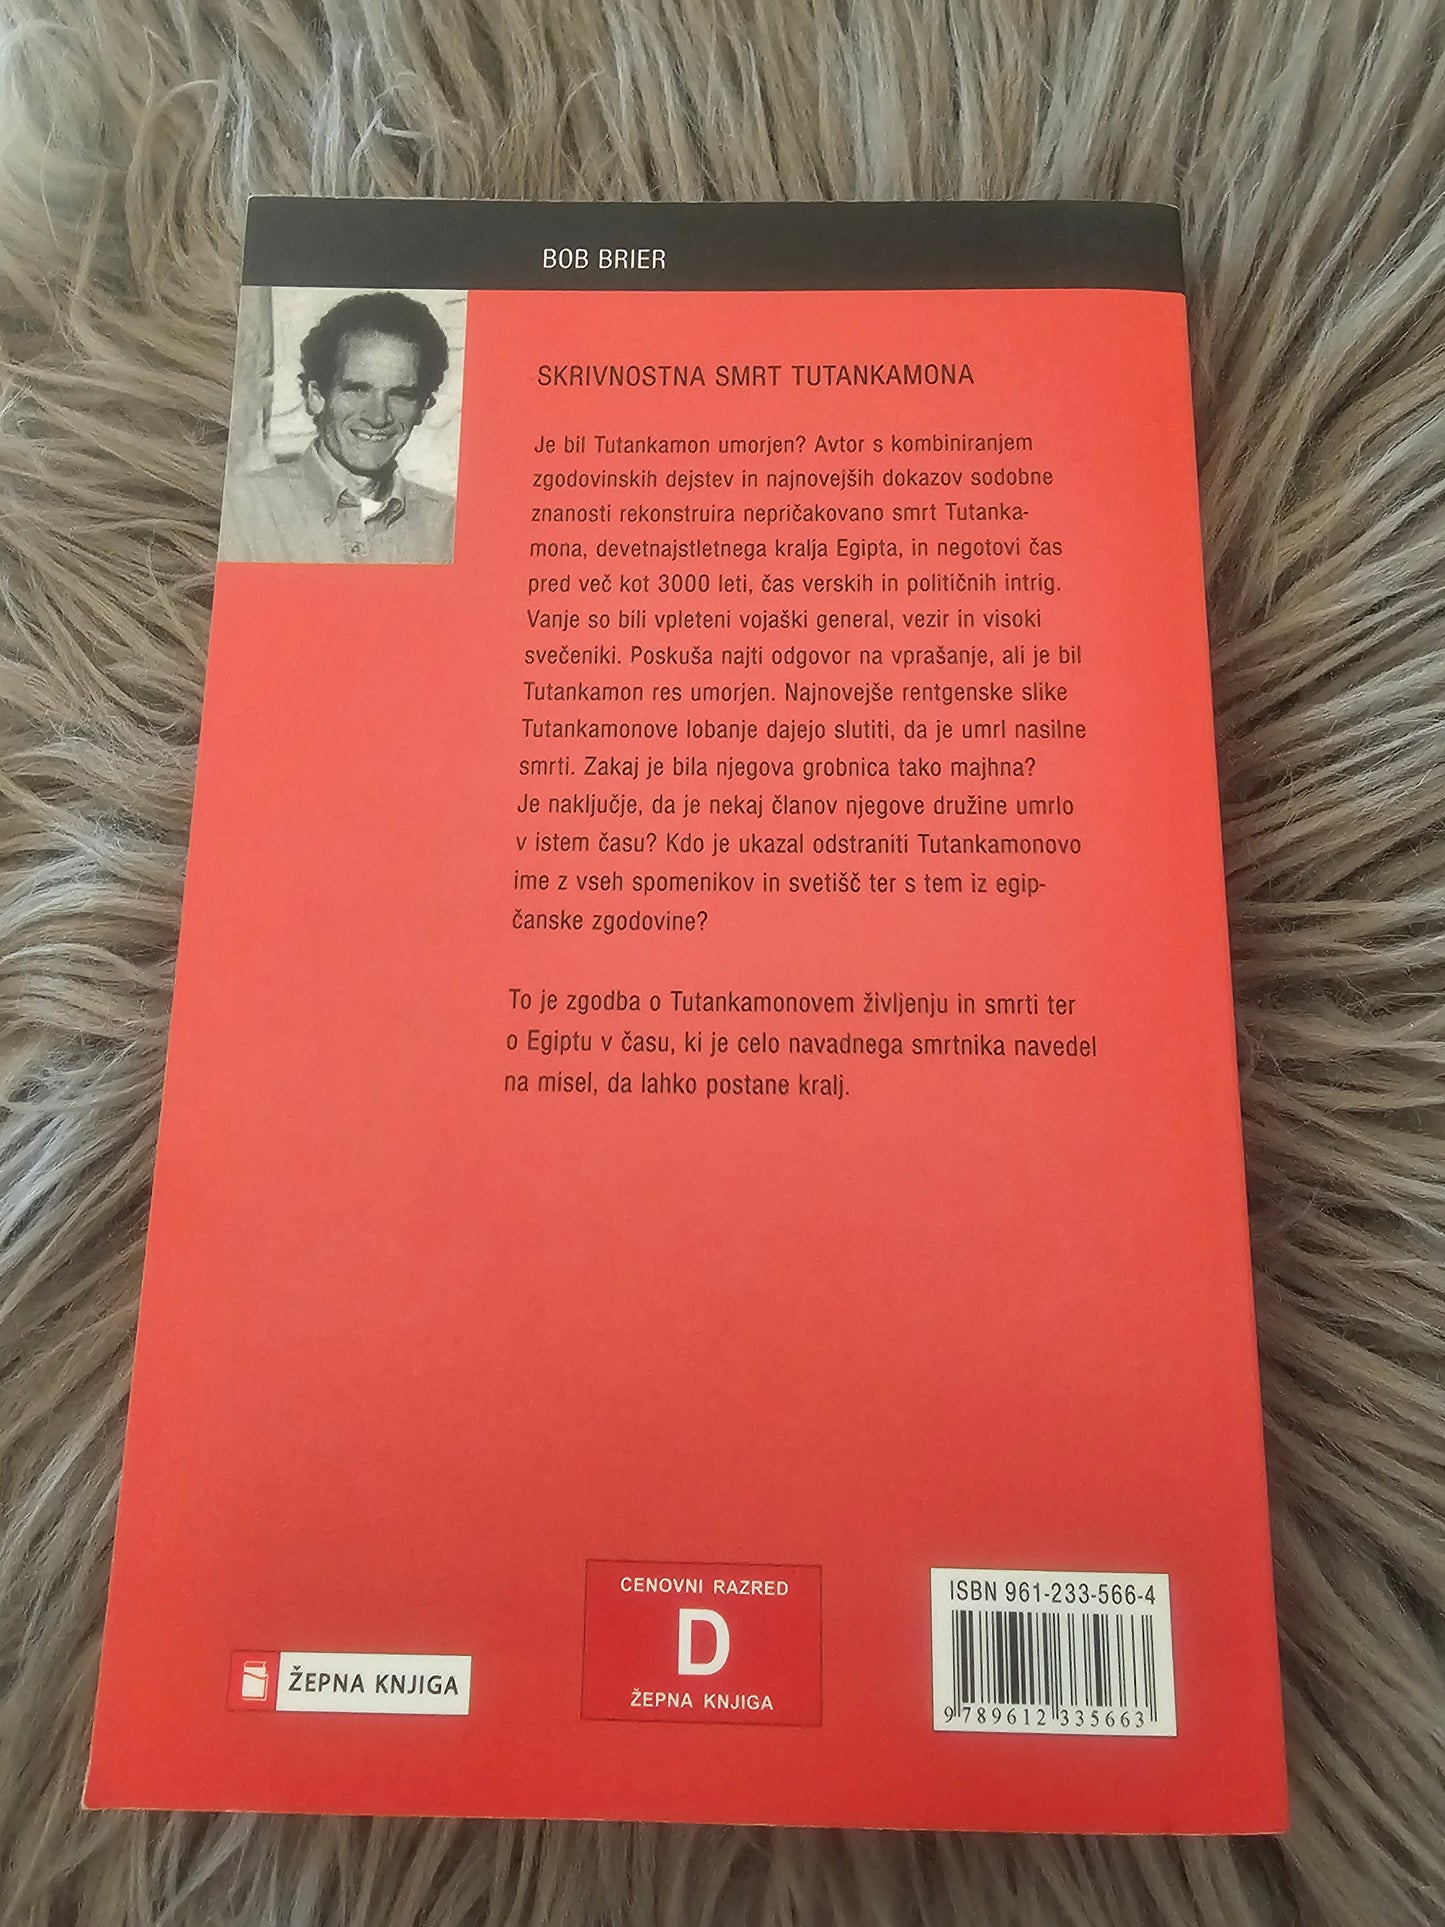 BOB BRIER
SKRIVNOSTNA SMRT TUTANKAMONA
Je bil Tutankamon umorjen? Avtor s kombiniranjem
zgodovinskih dejstev in najnovejših dokazov sodobne
znanosti rekonstruira nepričakovano smrt Tutanka-
mona, devetnajstletnega kralja Egipta, in negotovi čas
pred več kot 3000 leti, čas verskih in političnih intrig.
Vanje so bili vpleteni vojaški general, vezir in visoki
svečeniki. Poskuša najti odgovor na vprašanje, ali je bil
Tutankamon res umorjen. Najnovejše rentgenske slike
Tutankamonove lobanje dajejo slutiti, da je umrl nasilne
smrti. Zakaj je bila njegova grobnica tako majhna?
Je naključje, da je nekaj članov njegove družine umrlo
v istem času? Kdo je ukazal odstraniti Tutankamonovo
ime z vseh spomenikov in svetišč ter s tem iz egip-
čanske zgodovine?
To je zgodba o Tutankamonovem življenju in smrti ter
o Egiptu v času, ki je celo navadnega smrtnika navedel
na misel, da lahko postane kralj.
ŽEPNA KNJIGA
CENOVNI RAZRED
D
ŽEPNA KNJIGA
ISBN 961-233-566-4
9 789612 335663